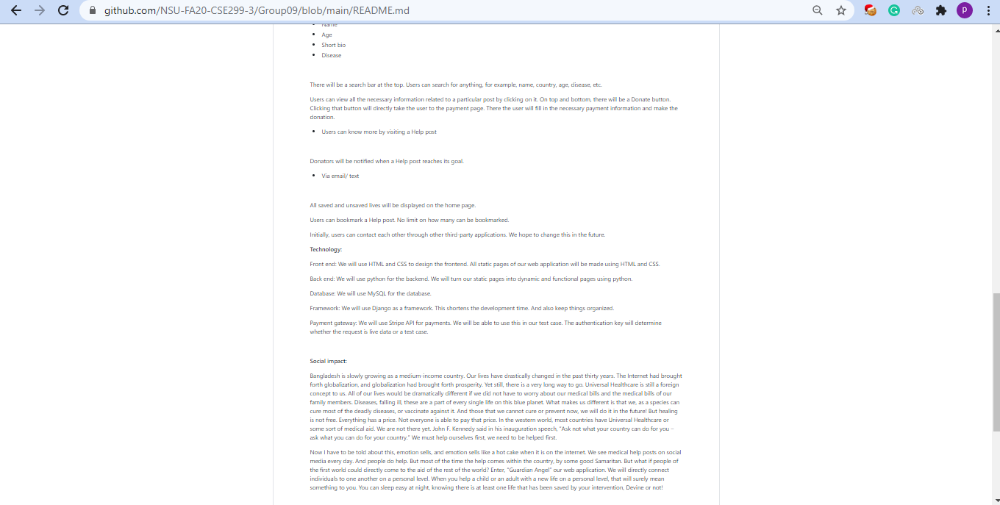 github.com/NSU-FA20-CSE299-3/Group09/blob/main/README.md
p
Name
Age
Short bio
Disease
There will be a search bar at the top. Users can search for anything, for example, name, country, age, disease, etc.
Users can view all the necessary information related to a particular post by clicking on it. On top and bottom, there will be a Donate button.
Clicking that button will directly take the user to the payment page. There the user will fill in the necessary payment information and make the
donation.
Users can know more by visiting a Help post
Donators will be notified when a Help post reaches its goal.
Via email/ text
All saved and unsaved lives will be displayed on the home page.
Users can bookmark a Help post. No limit on how many can be bookmarked.
Initially, users can contact each other through other third-party applications. We hope to change this in the future.
Technology:
Front end: We will use HTML and CSS to design the frontend. All static pages of our web application will be made using HTML and CSS.
Back end: We will use python for the backend. We will turn our static pages into dynamic and functional pages using python.
Database: We will use MySQL for the database.
Framework: We will use Django as a framework. This shortens the development time. And also keep things organized.
Payment gateway: We will use Stripe API for payments. We will be able to use this in our test case. The authentication key will determine
whether the request is live data or a test case.
Social impact:
Bangladesh is slowly growing as a medium-income country. Our lives have drastically changed in the past thirty years. The Internet had brought
forth globalization, and globalization had brought forth prosperity. Yet still, there is a very long way to go. Universal Healthcare is still a foreign
concept to us. All of our lives would be dramatically different if we did not have to worry about our medical bills and the medical bills of our
family members. Diseases, falling ill, these are a part of every single life on this blue planet. What makes us different is that we, as a species can
cure most of the deadly diseases, or vaccinate against it. And those that we cannot cure or prevent now, we will do it in the future! But healing
is not free. Everything has a price. Not everyone is able to pay that price. In the western world, most countries have Universal Healthcare or
some sort of medical aid. We are not there yet. John F. Kennedy said in his inauguration speech, "Ask not what your country can do for you –
ask what you can do for your country." We must help ourselves first, we need to be helped first.
Now I have to be told about this, emotion sells, and emotion sells like a hot cake when it is on the internet. We see medical help posts on social
media every day. And people do help. But most of the time the help comes within the country, by some good Samaritan. But what if people of
the first world could directly come to the aid of the rest of the world? Enter, "Guardian Angel" our web application. We will directly connect
individuals to one another on a personal level. When you help a child or an adult with a new life on a personal level, that will surely mean
something to you. You can sleep easy at night, knowing there is at least one life that has been saved by your intervention, Devine or not!